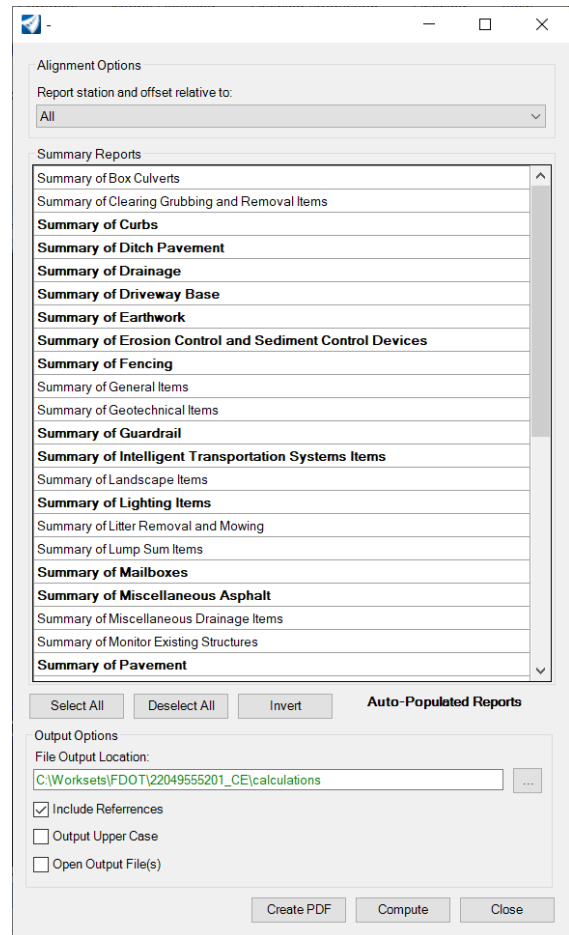 -
Alignment Options
Report station and offset relative to:
All
Summary Reports
Summary of Box Culverts
Summary of Clearing Grubbing and Removal Items
Summary of Curbs
Summary of Ditch Pavement
Summary of Drainage
Summary of Driveway Base
Summary of Earthwork
Summary of Erosion Control and Sediment Control Devices
Summary of Fencing
Summary of General Items
Summary of Geotechnical Items
Summary of Guardrail
Summary of Intelligent Transportation Systems Items
Summary of Landscape Items
Summary of Lighting Items
Summary of Litter Removal and Mowing
Summary of Lump Sum Items
Summary of Mailboxes
Summary of Miscellaneous Asphalt
Summary of Miscellaneous Drainage Items
Summary of Monitor Existing Structures
Summary of Pavement
Select All Deselect All Invert Auto-Populated Reports
Output Options
File Output Location:
C:\Worksets\FDOT\22049555201_CE\calculations ...
Include Referrences
Output Upper Case
Open Output File(s)
Create PDF Compute Close